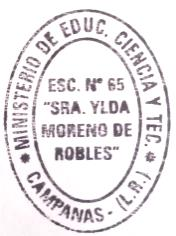 MINISTERIO DE EDUC. CIENCIA Y TEC.
ESC. Nº 65
"SRA. YLDA
MORENO DE
ROBLES"
* CAMPANAS - (L.R.) *